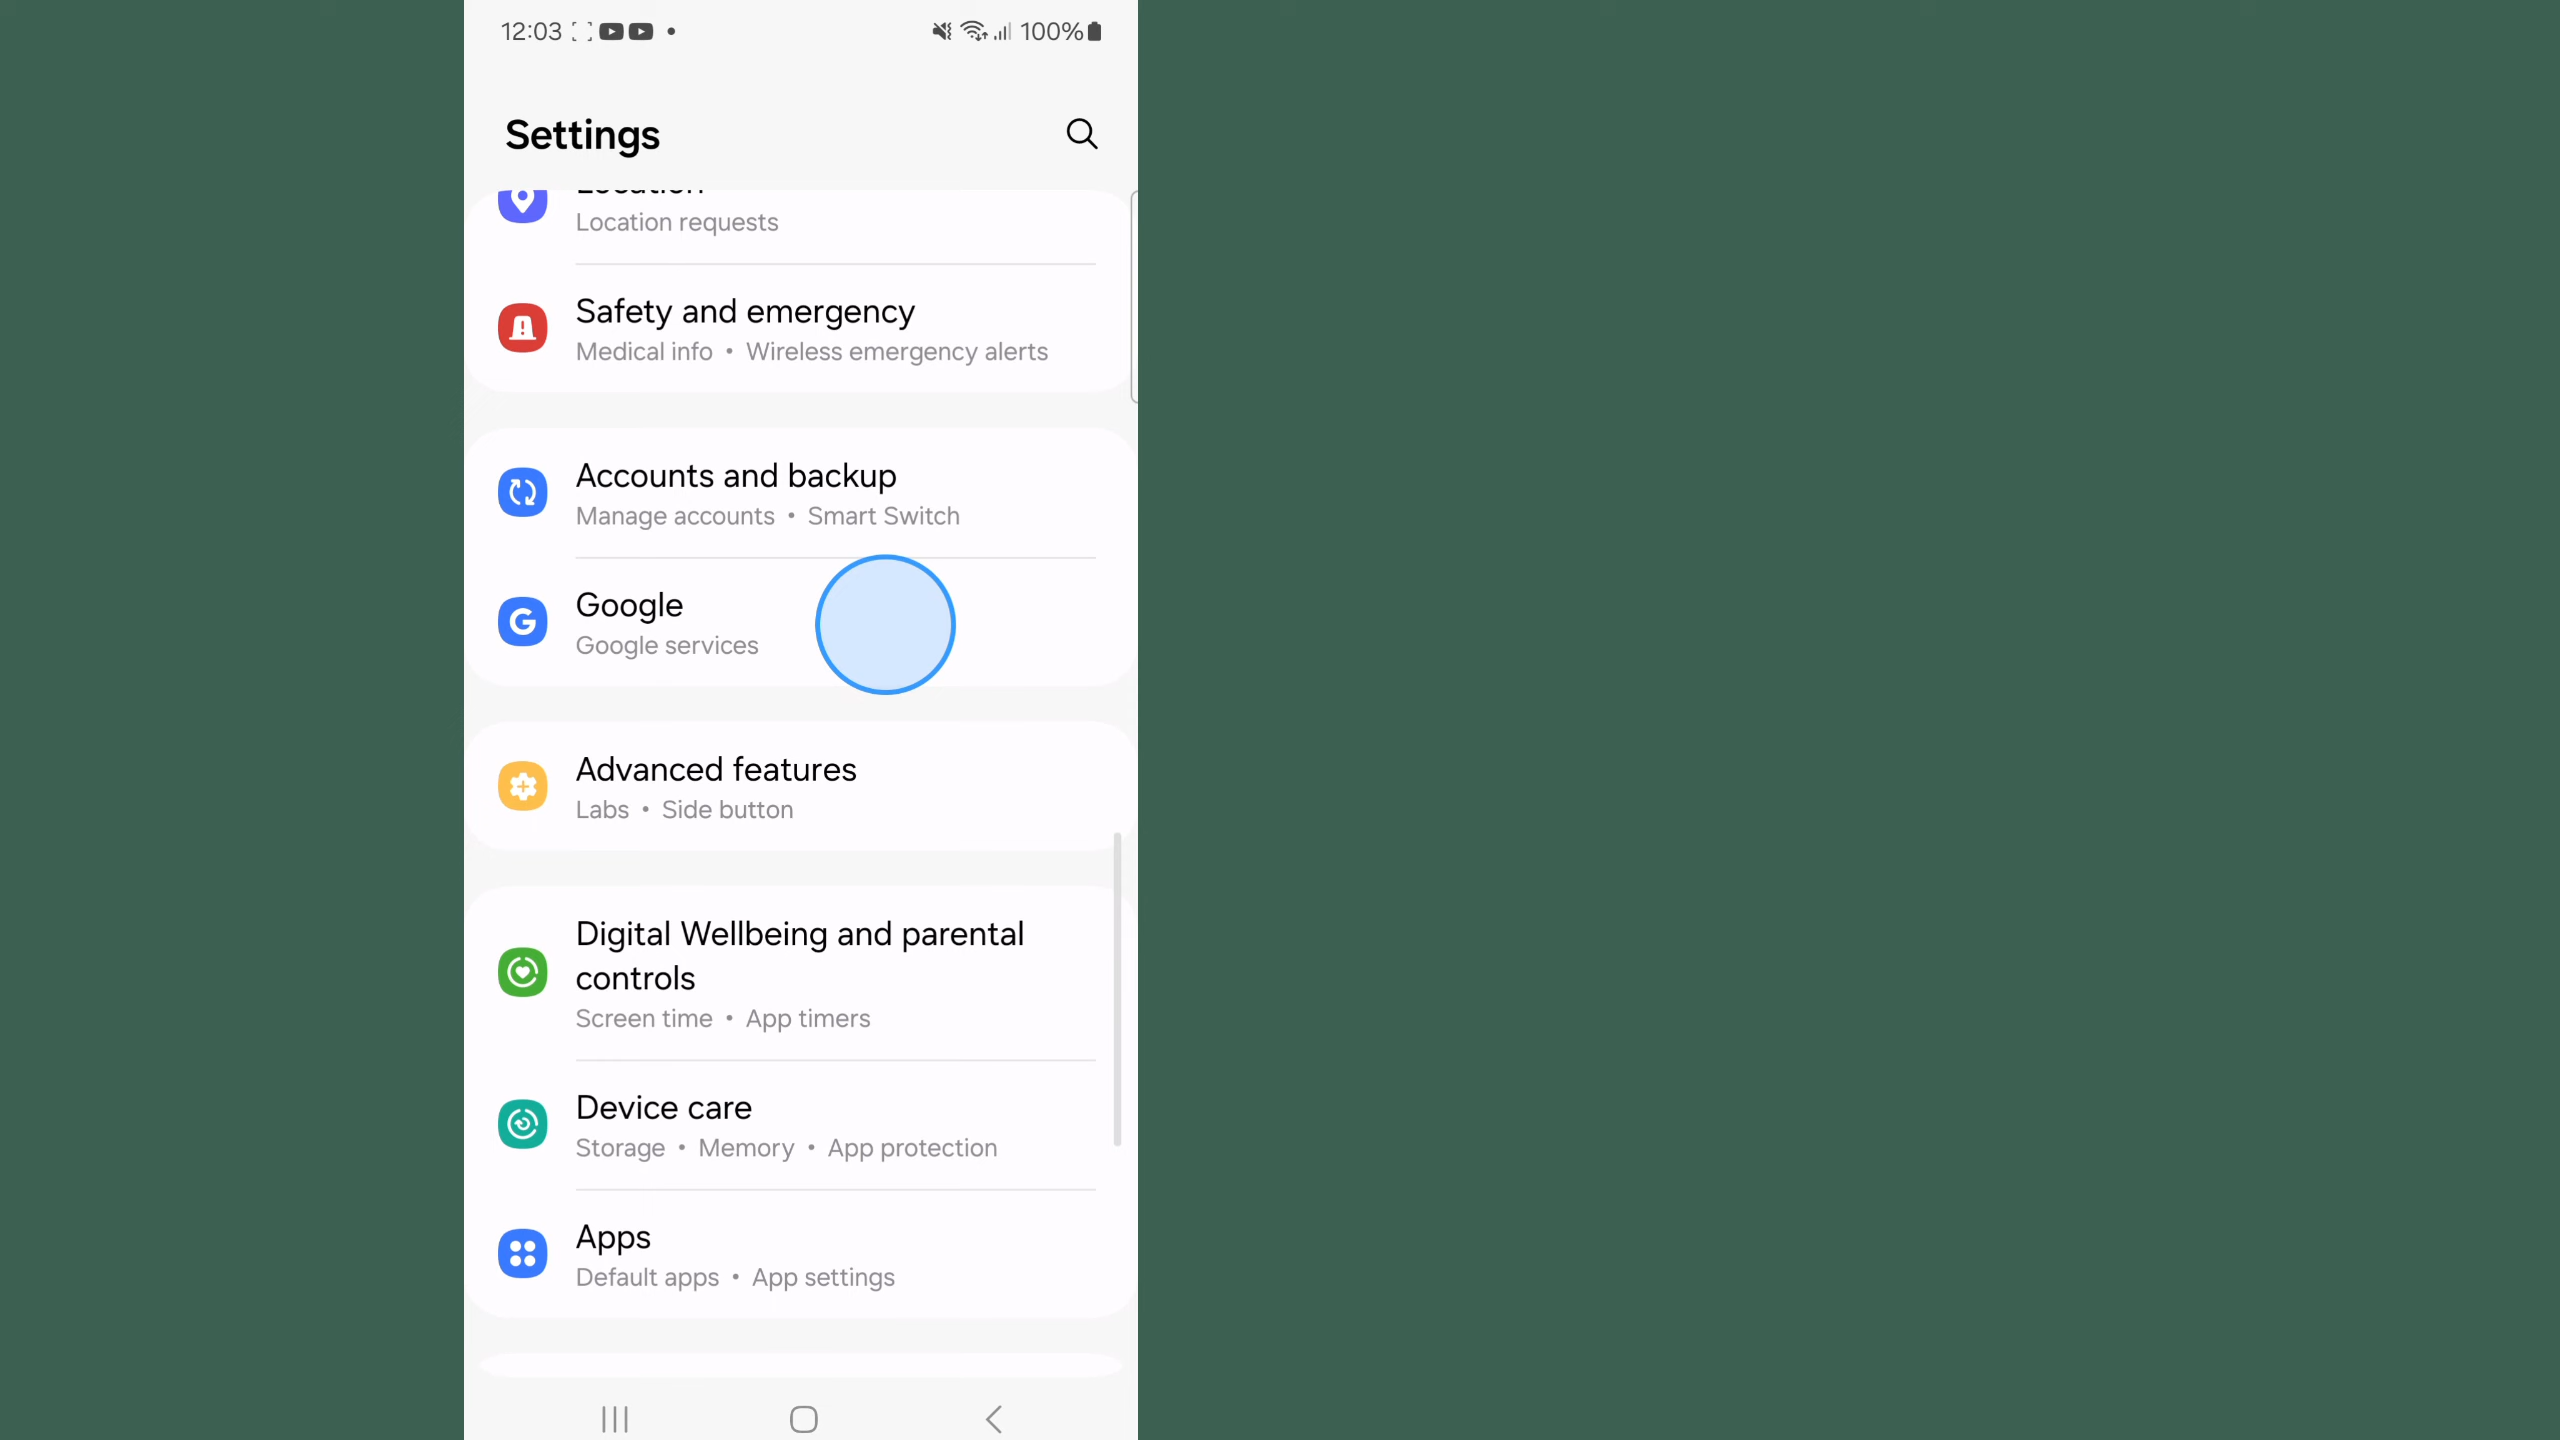 12:03
100%
Settings
Location
Location requests
Safety and emergency
Medical info • Wireless emergency alerts
Accounts and backup
Manage accounts • Smart Switch
Google
Google services
Advanced features
Labs • Side button
Digital Wellbeing and parental
controls
Screen time • App timers
Device care
Storage • Memory • App protection
Apps
Default apps • App settings